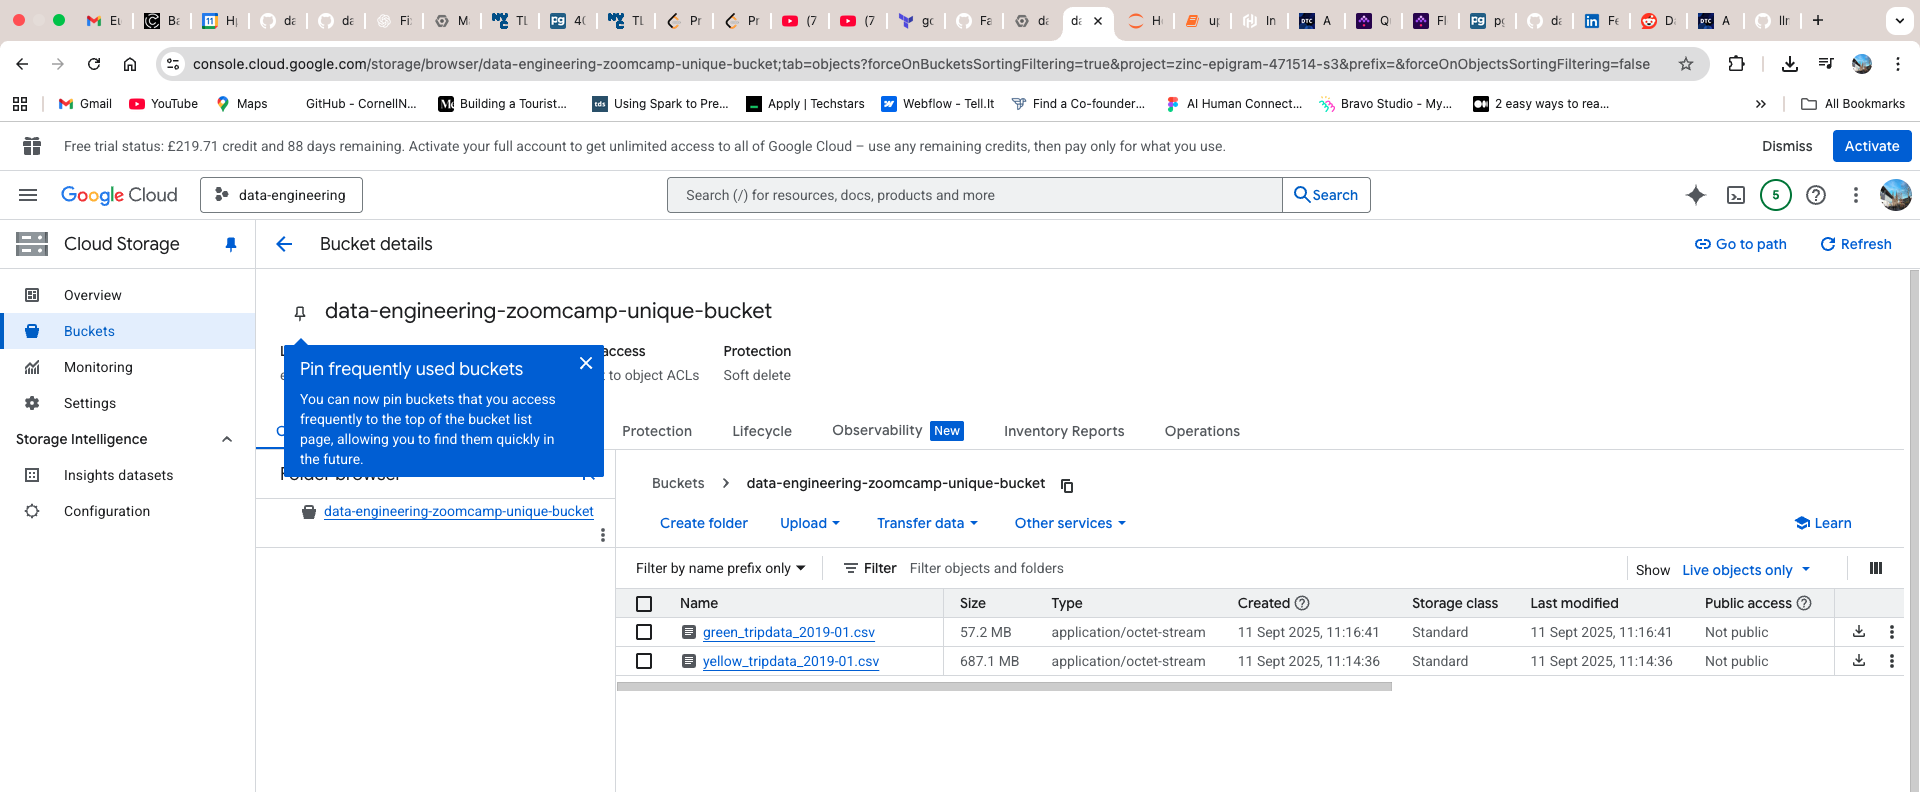 Eu
Ba
Hy
da
da
Fi:
M
TL
40
TL
Pr
Pr
(7
(7
gc
Fa
da
da
H
up
In
A
Q
Fl
pg
da
Fe
D
A
llr
console.cloud.google.com/storage/browser/data-engineering-zoomcamp-unique-bucket;tab=objects?forceOnBucketsSortingFiltering=true&project=zinc-epigram-471514-s3&prefix=&forceOnObjectsSortingFiltering=false
Gmail
YouTube
Maps
GitHub - CornellN...
Building a Tourist...
Using Spark to Pre...
Apply | Techstars
Webflow - Tell.It
Find a Co-founder...
AI Human Connect...
Bravo Studio - My...
2 easy ways to rea...
All Bookmarks
Free trial status: £219.71 credit and 88 days remaining. Activate your full account to get unlimited access to all of Google Cloud – use any remaining credits, then pay only for what you use.
Dismiss
Activate
Google Cloud
data-engineering
Search (/) for resources, docs, products and more
Search
5
Cloud Storage
Bucket details
Go to path
Refresh
Overview
Buckets
Monitoring
Settings
Storage Intelligence
Insights datasets
Configuration
data-engineering-zoomcamp-unique-bucket
access
Protection
to object ACLs
Soft delete
Pin frequently used buckets
You can now pin buckets that you access
frequently to the top of the bucket list
page, allowing you to find them quickly in
the future.
Protection
Lifecycle
Observability New
Inventory Reports
Operations
Folder browser
data-engineering-zoomcamp-unique-bucket
Buckets > data-engineering-zoomcamp-unique-bucket
Create folder
Upload
Transfer data
Other services
Learn
Filter by name prefix only
Filter
Filter objects and folders
Show
Live objects only
Name Size Type Created Storage class Last modified Public access
green_tripdata_2019-01.csv 57.2 MB application/octet-stream 11 Sept 2025, 11:16:41 Standard 11 Sept 2025, 11:16:41 Not public
yellow_tripdata_2019-01.csv 687.1 MB application/octet-stream 11 Sept 2025, 11:14:36 Standard 11 Sept 2025, 11:14:36 Not public